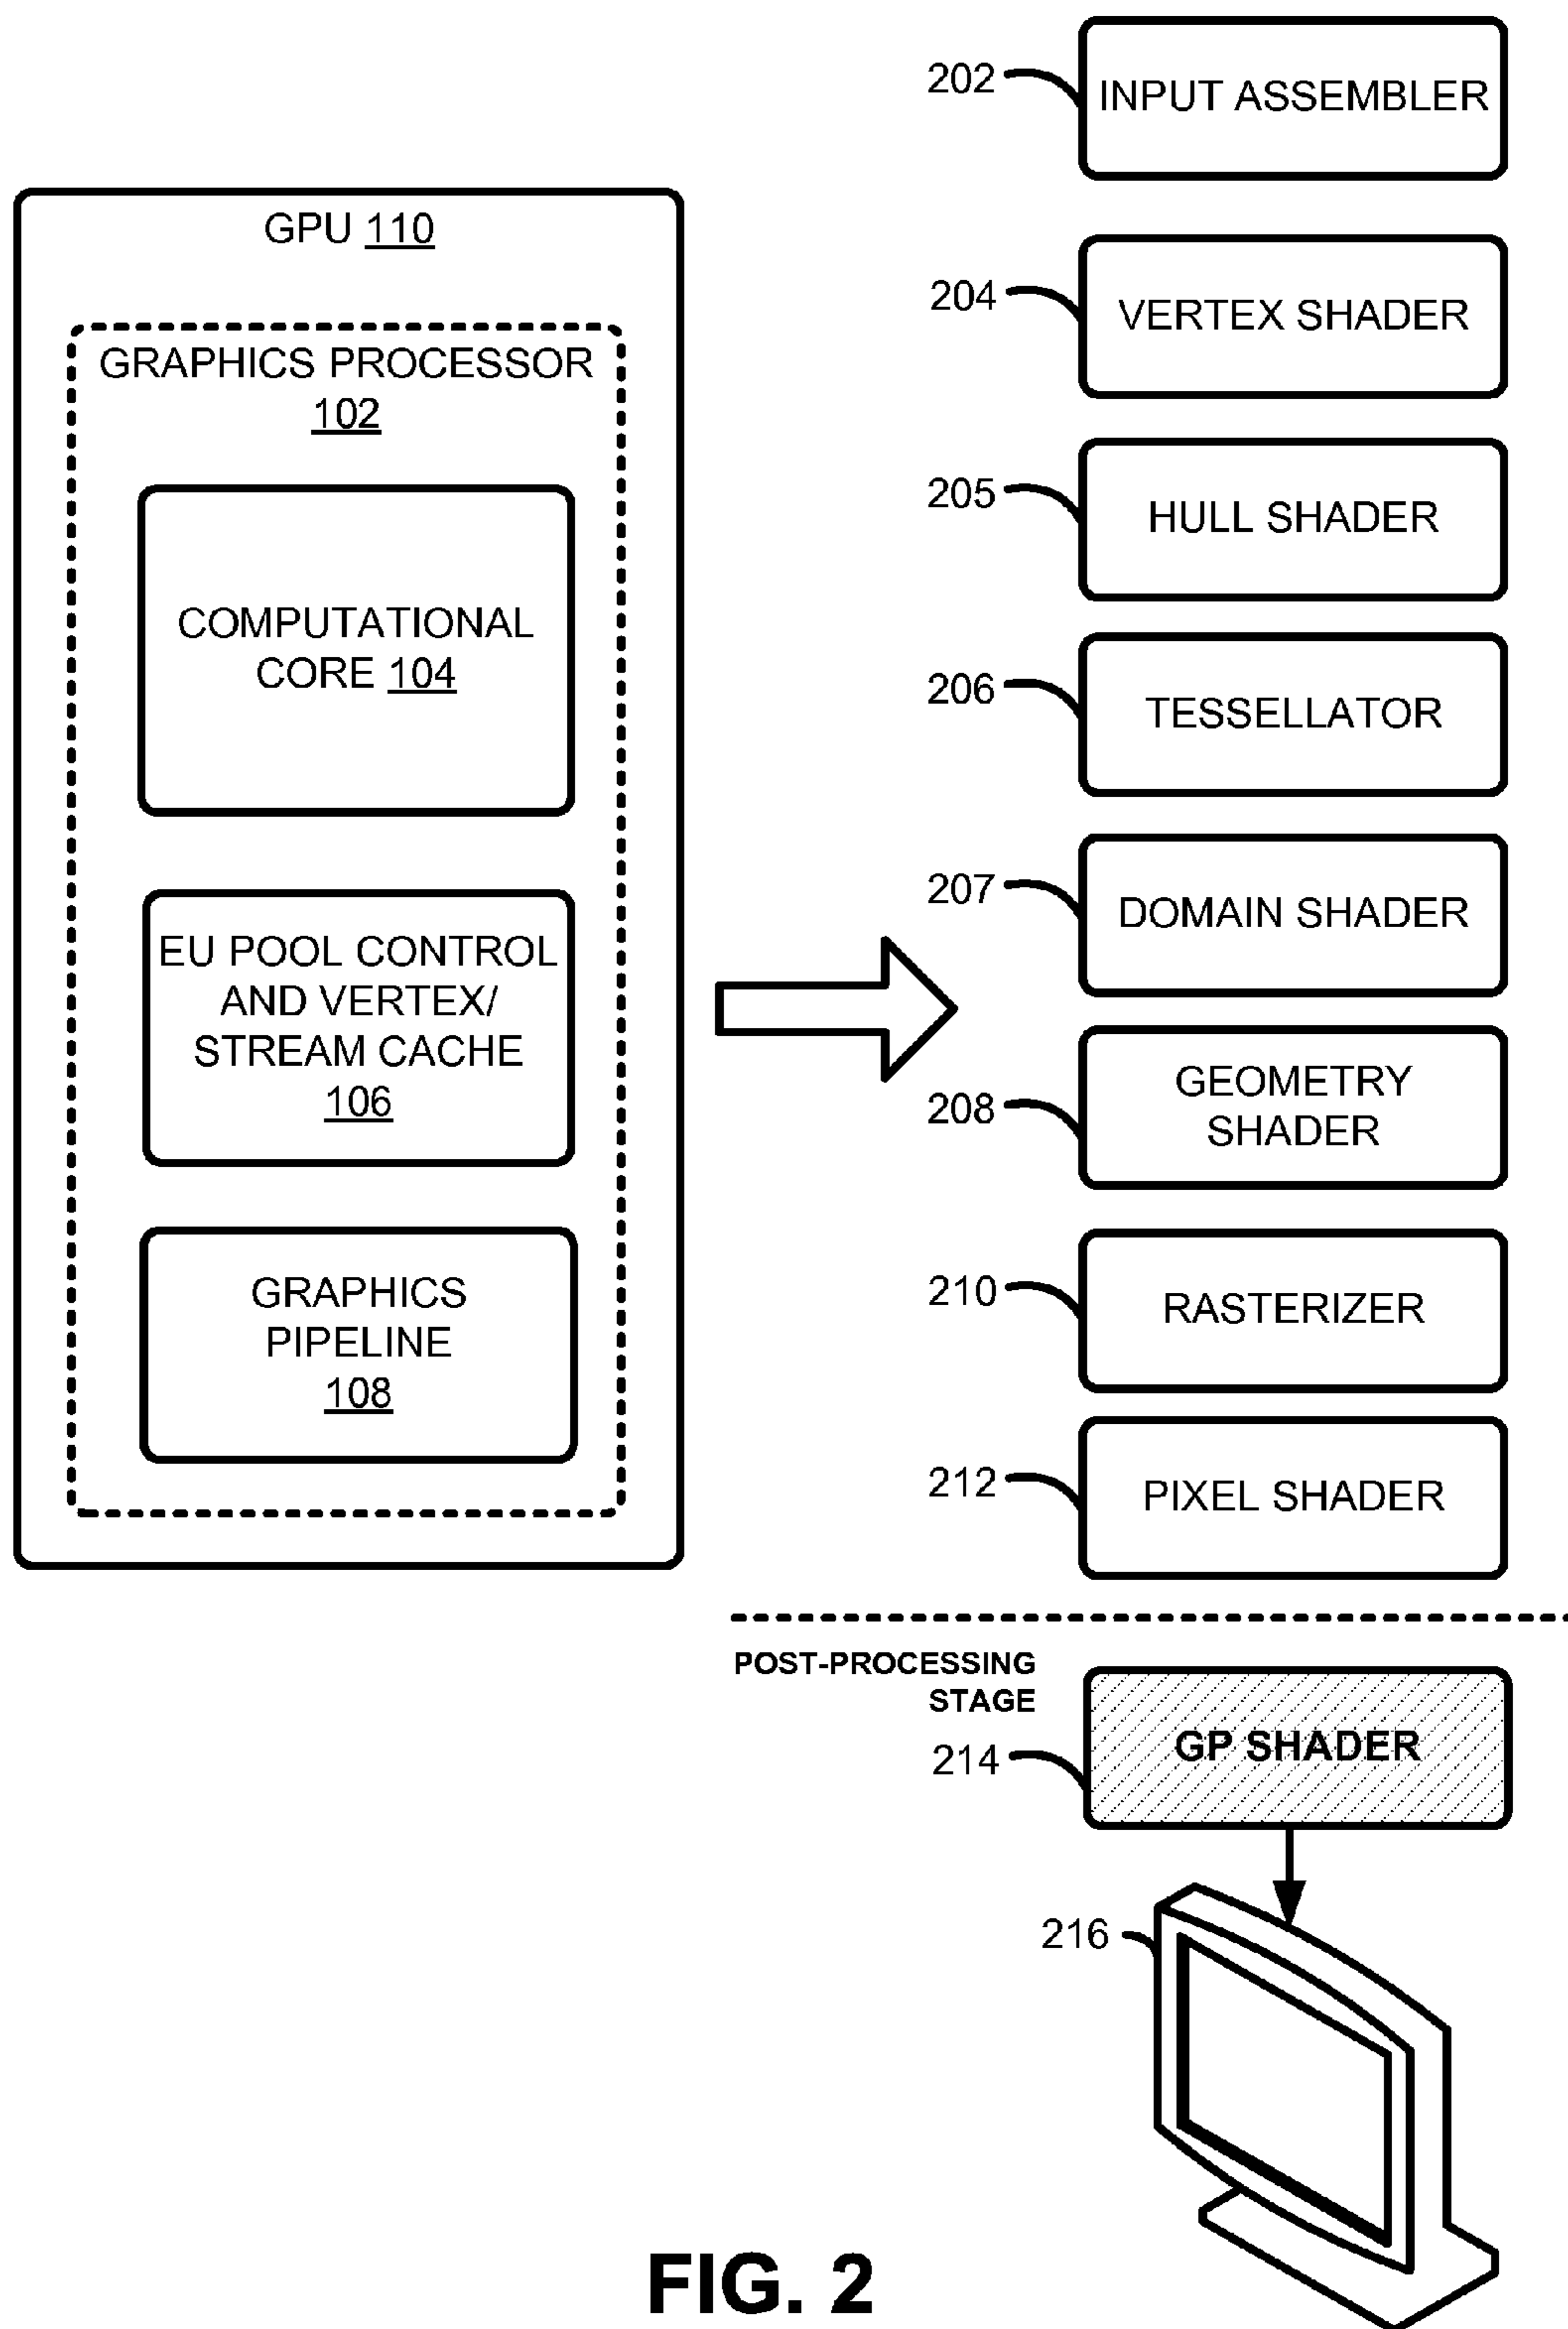 GPU 110
GRAPHICS PROCESSOR
102
COMPUTATIONAL
CORE 104
EU POOL CONTROL
AND VERTEX/
STREAM CACHE
106
GRAPHICS
PIPELINE
108
202
INPUT ASSEMBLER
204
VERTEX SHADER
205
HULL SHADER
206
TESSELLATOR
207
DOMAIN SHADER
208
GEOMETRY
SHADER
210
RASTERIZER
212
PIXEL SHADER
POST-PROCESSING
STAGE
214
GP SHADER
216
FIG. 2